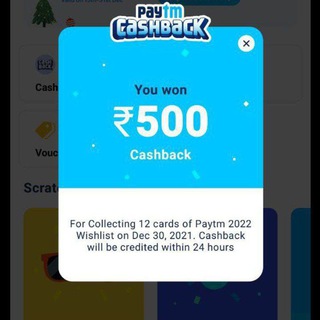 paytm
CASHBACK
You won
₹500
Cashback
Cash
Vouc
Scrat
For Collecting 12 cards of Paytm 2022
Wishlist on Dec 30, 2021. Cashback
will be credited within 24 hours